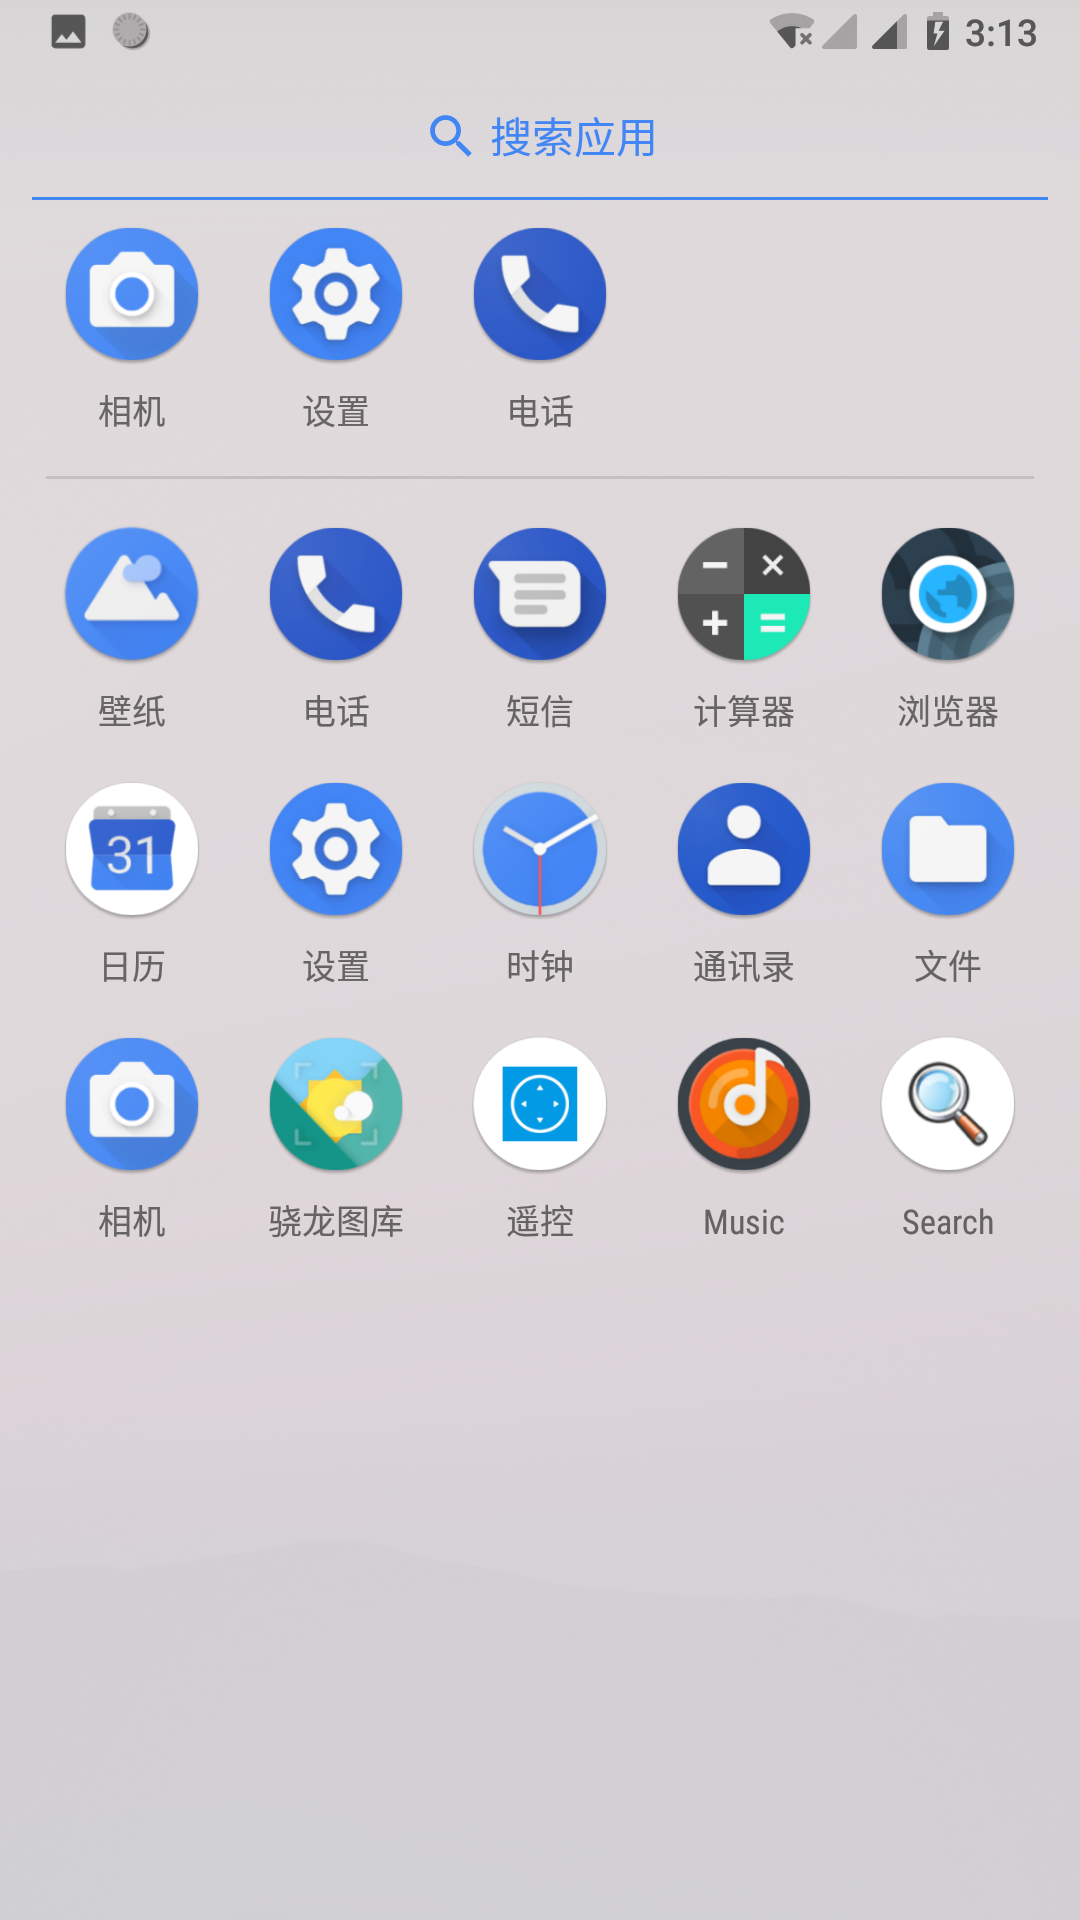 3:13
搜索应用
相机 设置 电话
壁纸 电话 短信 计算器 浏览器
31
日历 设置 时钟 通讯录 文件
相机 骁龙图库 遥控 Music Search